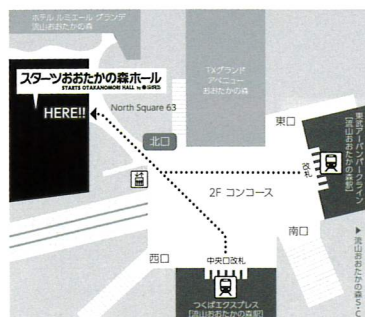 ホテル ルミエール グランデ
流山おおたかの森
スターツおおたかの森ホール
STARTS OTAKANOMORI HALL
HERE!!
North Square 63
TXグランド
アベニュー
おおたかの森
北口
東口
改札
東武アーバンパークライン
[流山おおたかの森駅]
2F コンコース
南口
西口
中央口改札
つくばエクスプレス
[流山おおたかの森駅]
▶流山おおたかの森S・C